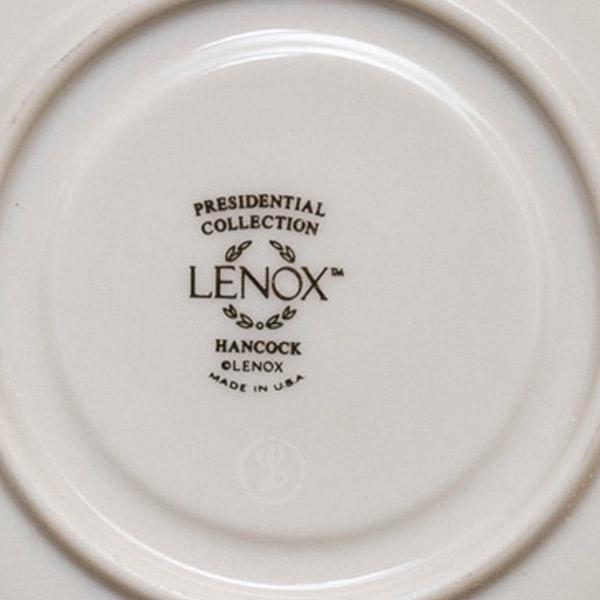 PRESIDENTIAL
COLLECTION
LENOX™
HANCOCK
©LENOX
MADE IN U.S.A